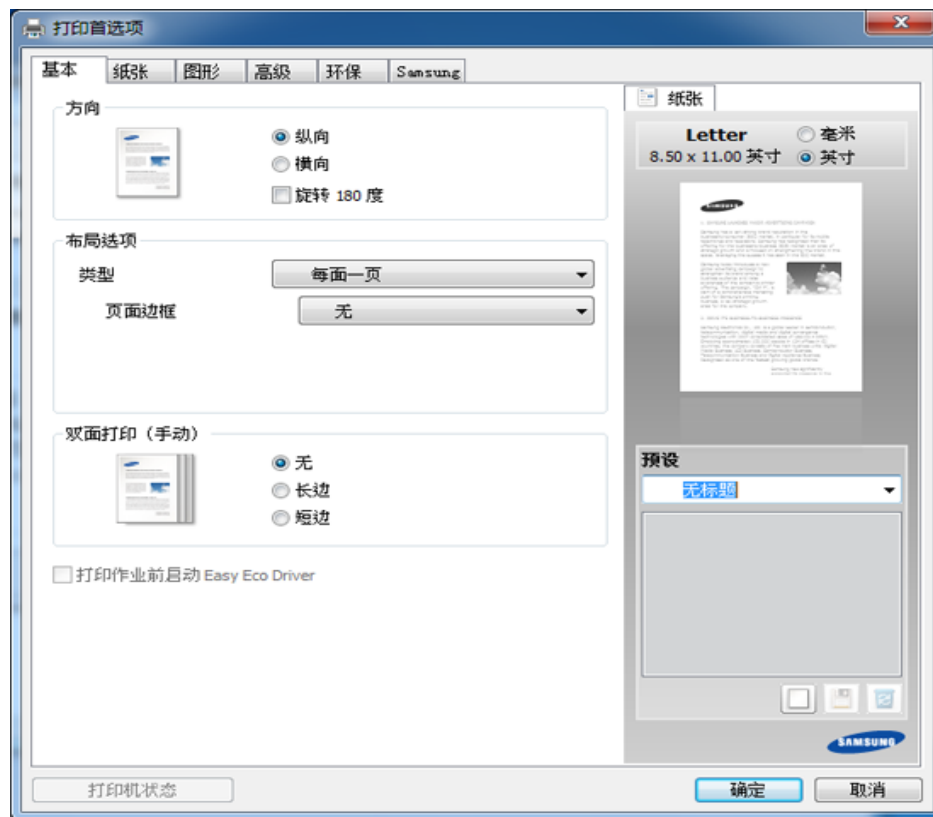 打印首选项
基本 纸张 图形 高级 环保 Samsung
方向
纵向
横向
旋转 180 度
布局选项
类型 每面一页
页面边框 无
双面打印（手动）
无
长边
短边
打印作业前启动 Easy Eco Driver
纸张
Letter 毫米
8.50 x 11.00 英寸 英寸
SAMSUNG
预设
无标题
SAMSUNG
打印机状态 确定 取消